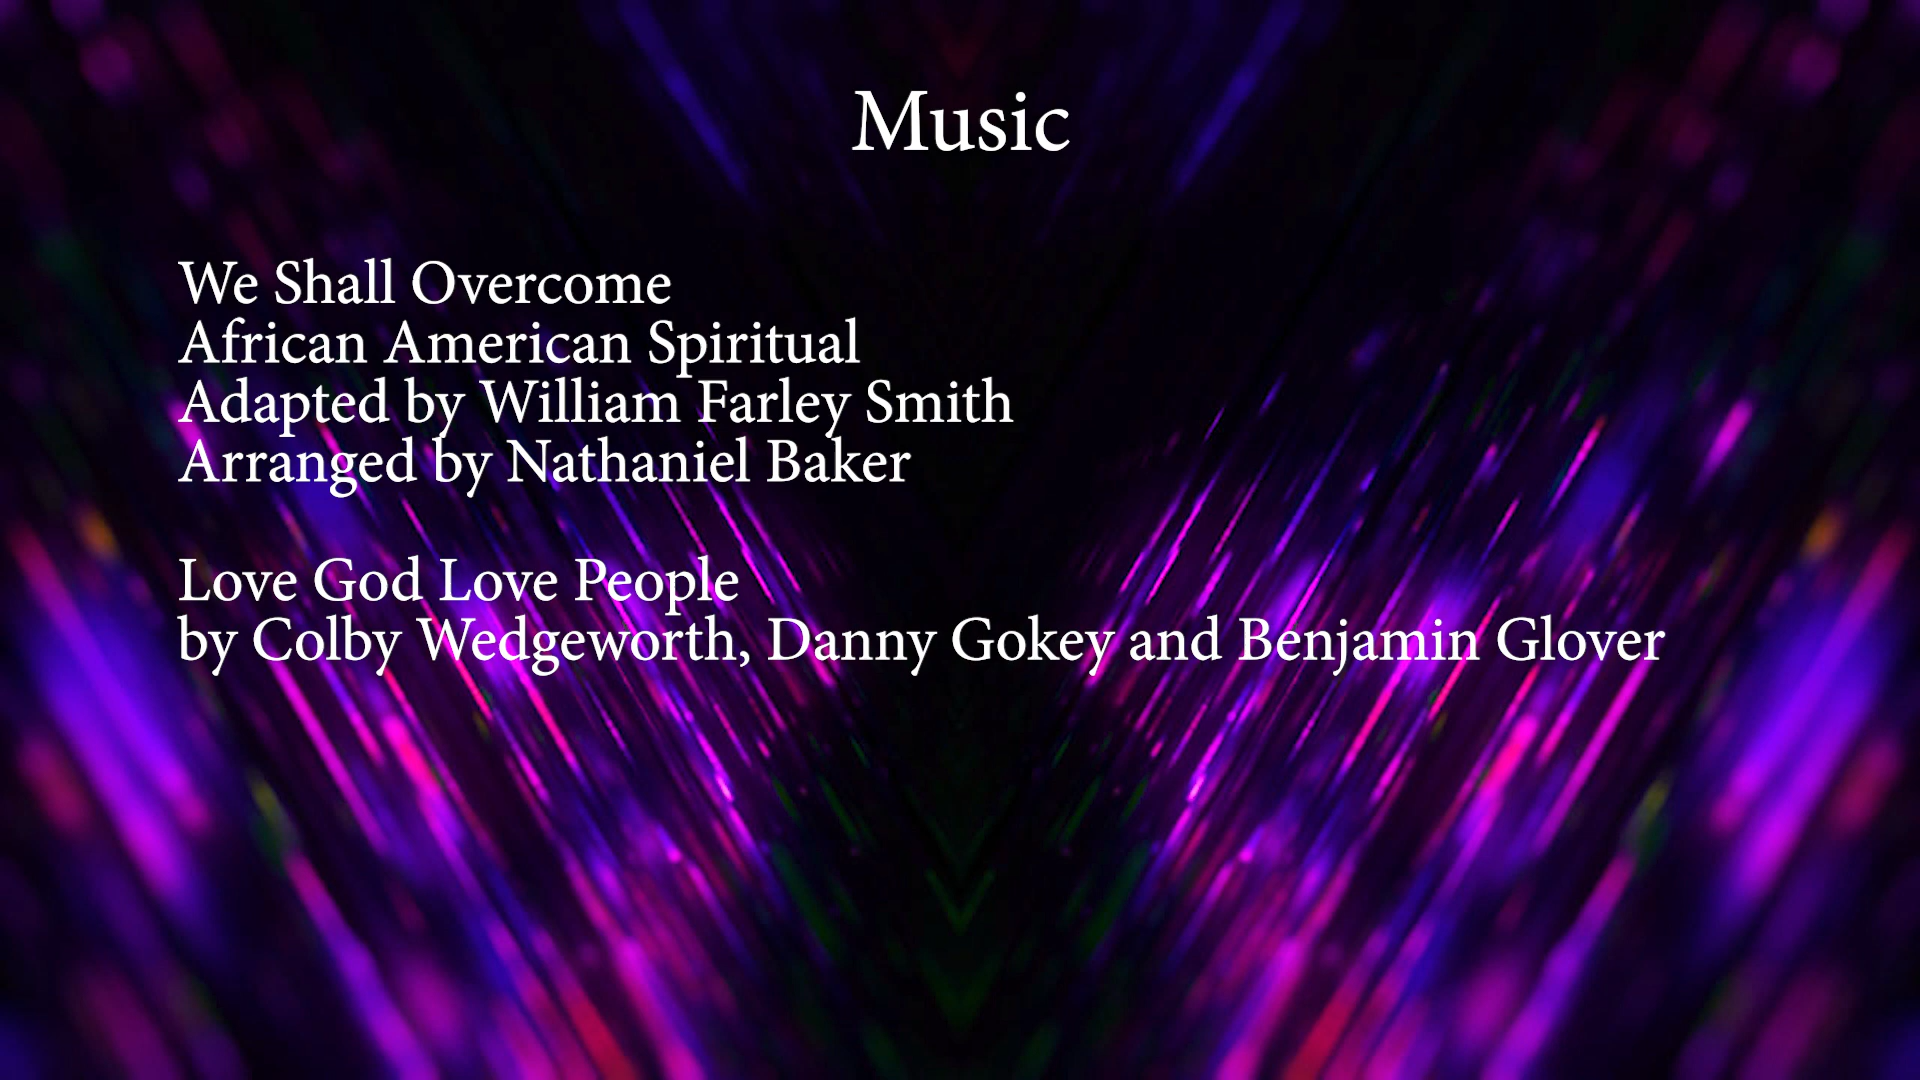 Music
We Shall Overcome
African American Spiritual
Adapted by William Farley Smith
Arranged by Nathaniel Baker
Love God Love People
by Colby Wedgeworth, Danny Gokey and Benjamin Glover